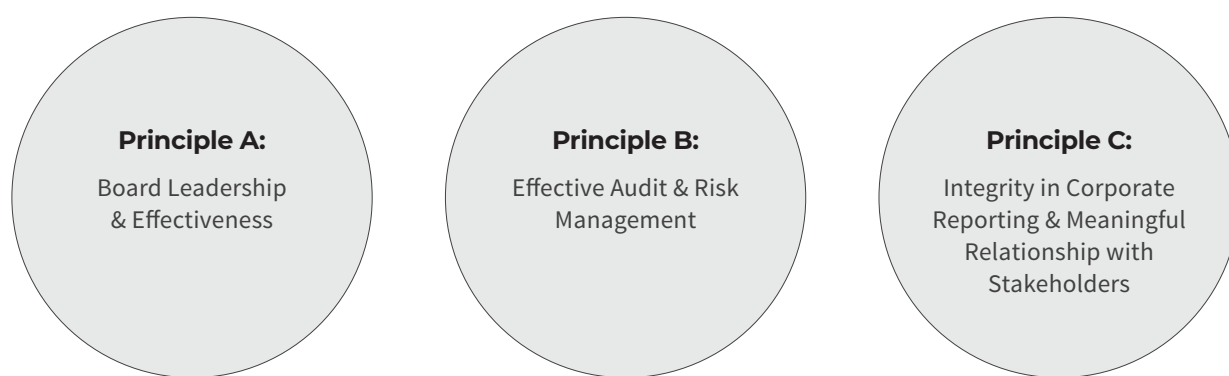 Principle A:
Board Leadership
& Effectiveness
Principle B:
Effective Audit & Risk
Management
Principle C:
Integrity in Corporate
Reporting & Meaningful
Relationship with
Stakeholders